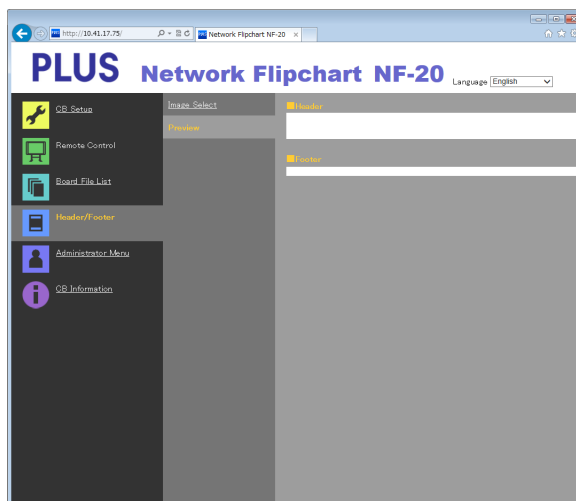 http://10.41.17.75/
Network Flipchart NF-20
PLUS Network Flipchart NF-20
Language English
CB Setup
Remote Control
Board File List
Header/Footer
Administrator Menu
CB Information
Image Select
Preview
Header
Footer